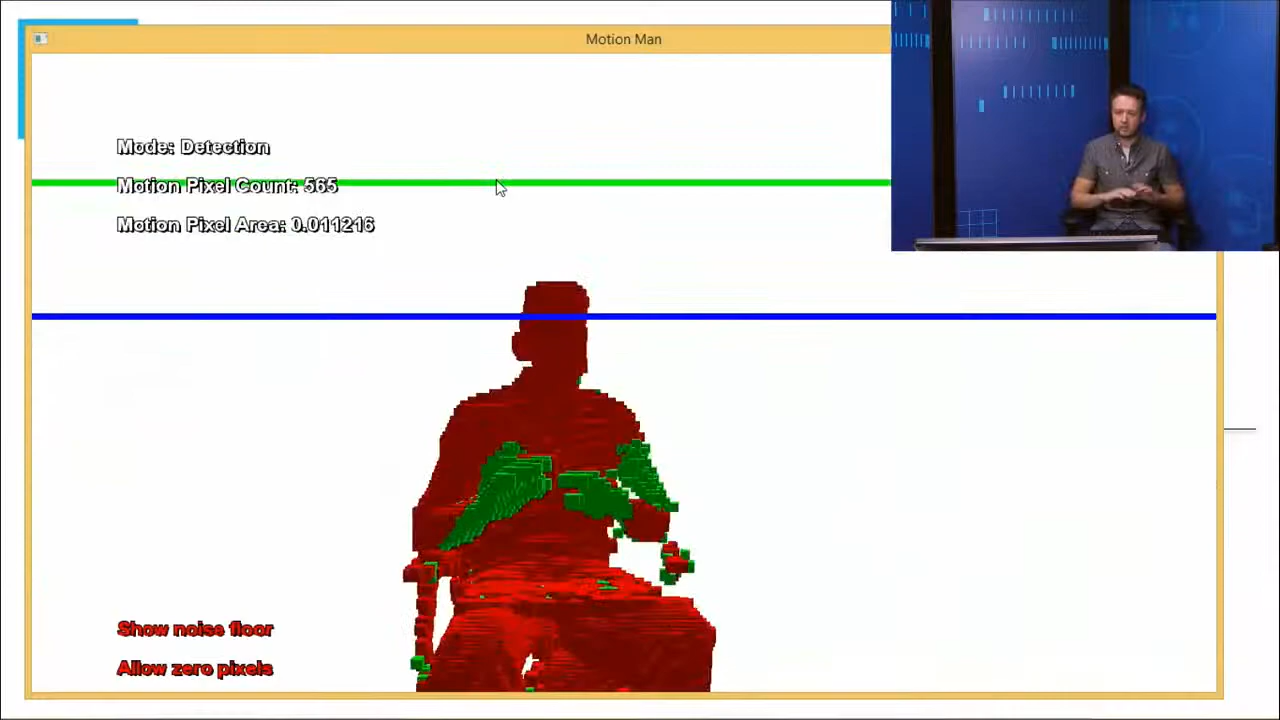 Motion Man
Mode: Detection
Motion Pixel Count: 565
Motion Pixel Area: 0.011216
Show noise floor
Allow zero pixels